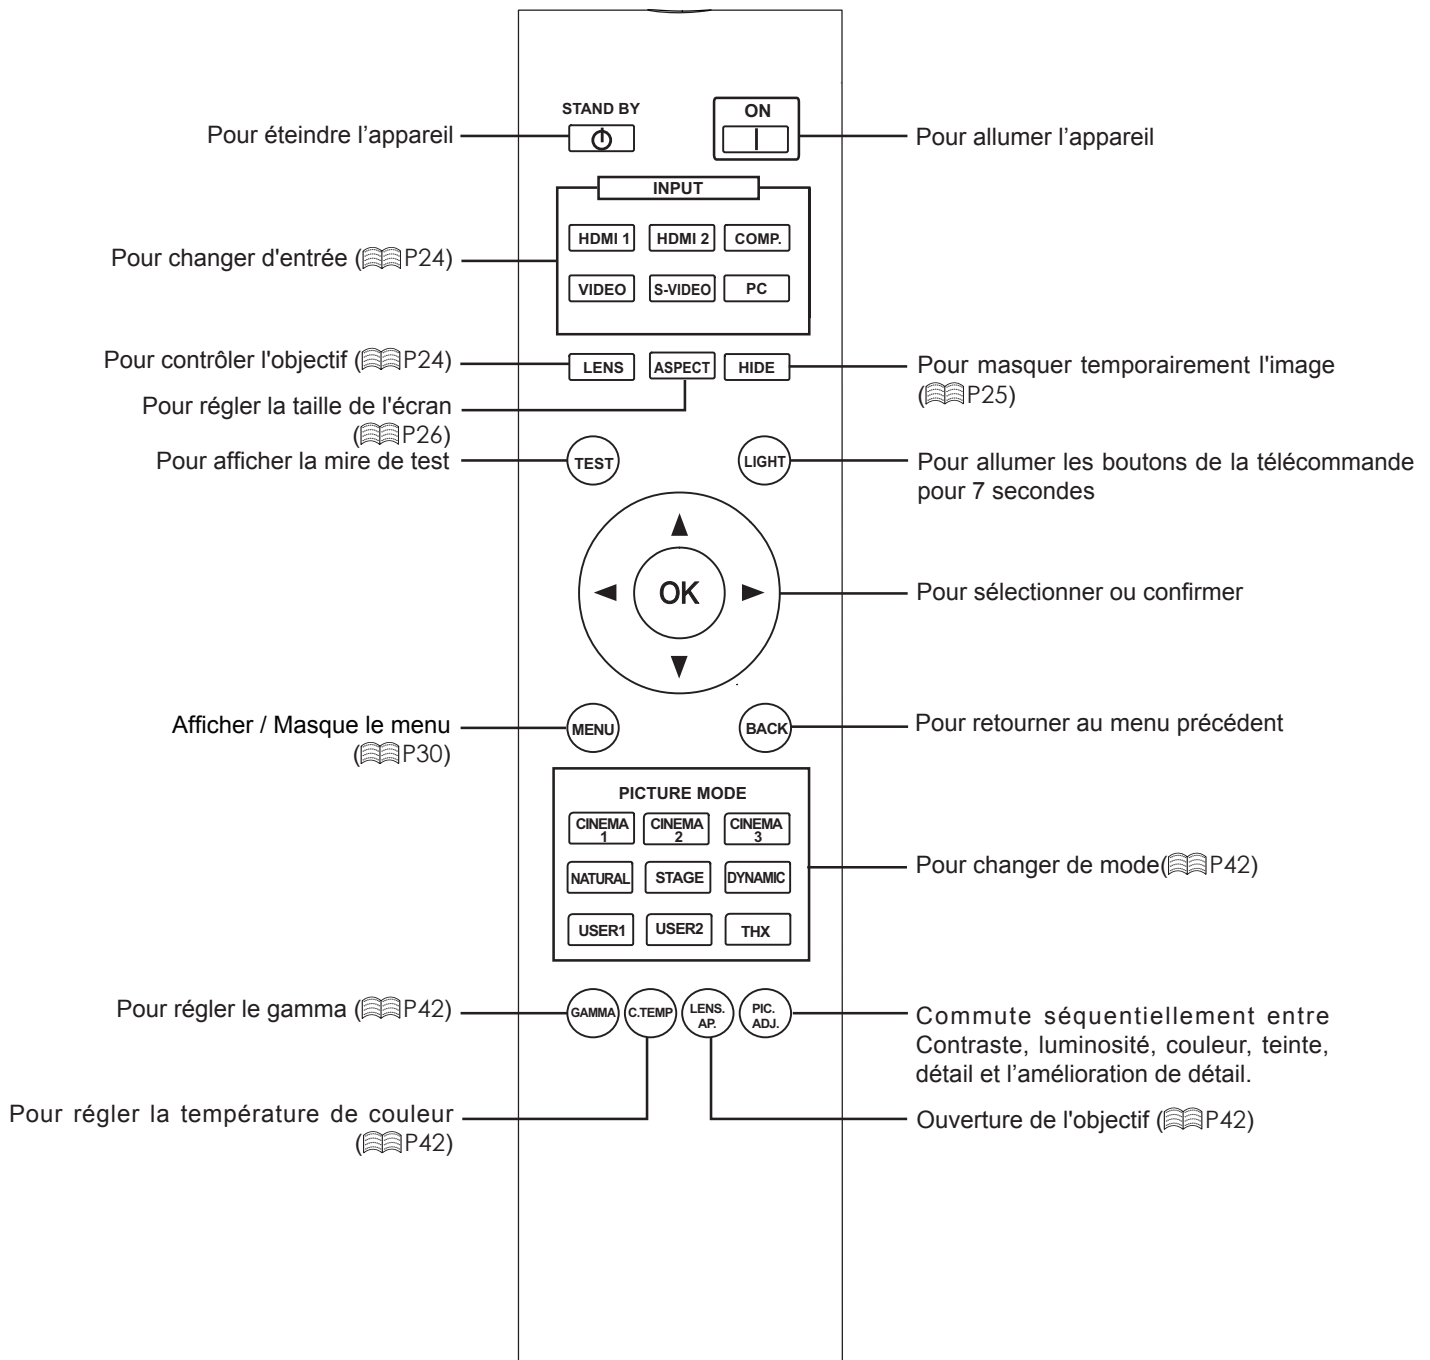 STAND BY
ON
Pour éteindre l’appareil
Pour allumer l’appareil
INPUT
HDMI 1
HDMI 2
COMP.
Pour changer d'entrée (P24)
VIDEO
S-VIDEO
PC
Pour contrôler l'objectif (P24)
LENS
ASPECT
HIDE
Pour masquer temporairement l'image
(P25)
Pour régler la taille de l'écran
(P26)
Pour afficher la mire de test
TEST
LIGHT
Pour allumer les boutons de la télécommande
pour 7 secondes
OK
Pour sélectionner ou confirmer
Afficher / Masque le menu
(P30)
MENU
BACK
Pour retourner au menu précédent
PICTURE MODE
CINEMA
1
CINEMA
2
CINEMA
3
NATURAL
STAGE
DYNAMIC
Pour changer de mode(P42)
USER1
USER2
THX
Pour régler le gamma (P42)
GAMMA
C.TEMP
LENS.
AP.
PIC.
ADJ.
Commute séquentiellement entre
Contraste, luminosité, couleur, teinte,
détail et l’amélioration de détail.
Pour régler la température de couleur
(P42)
Ouverture de l'objectif (P42)